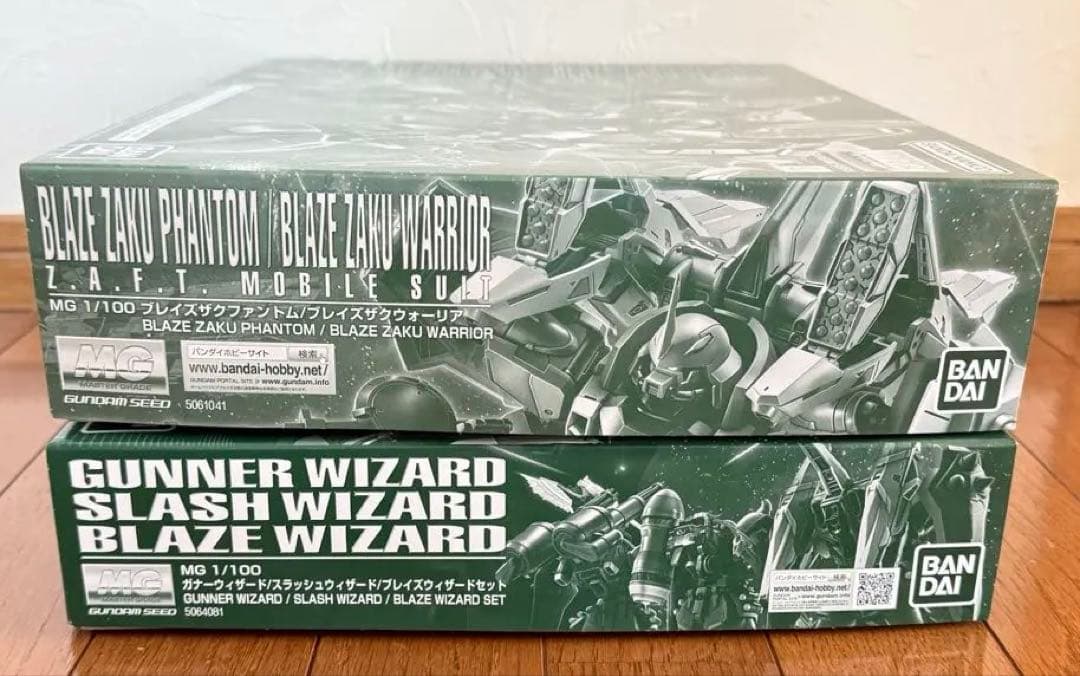 BLAZE ZAKU PHANTOM / BLAZE ZAKU WARRIOR
Z.A.F.T. MOBILE SUIT
MG 1/100 ブレイズザクファントム/ブレイズザクウォーリア
BLAZE ZAKU PHANTOM / BLAZE ZAKU WARRIOR
MG
MASTER GRADE
GUNDAM SEED
5061041
バンダイホビーサイト 検索
www.bandai-hobby.net/
GUNDAM PORTAL SITE www.gundam.info
BAN
DAI
GUNNER WIZARD
SLASH WIZARD
BLAZE WIZARD
MG
MASTER GRADE
GUNDAM SEED
MG 1/100
ガナーウィザード/スラッシュウィザード/ブレイズウィザードセット
GUNNER WIZARD / SLASH WIZARD / BLAZE WIZARD SET
5064081
バンダイホビーサイト 検索
www.bandai-hobby.net/
www.gundam.info
BAN
DAI